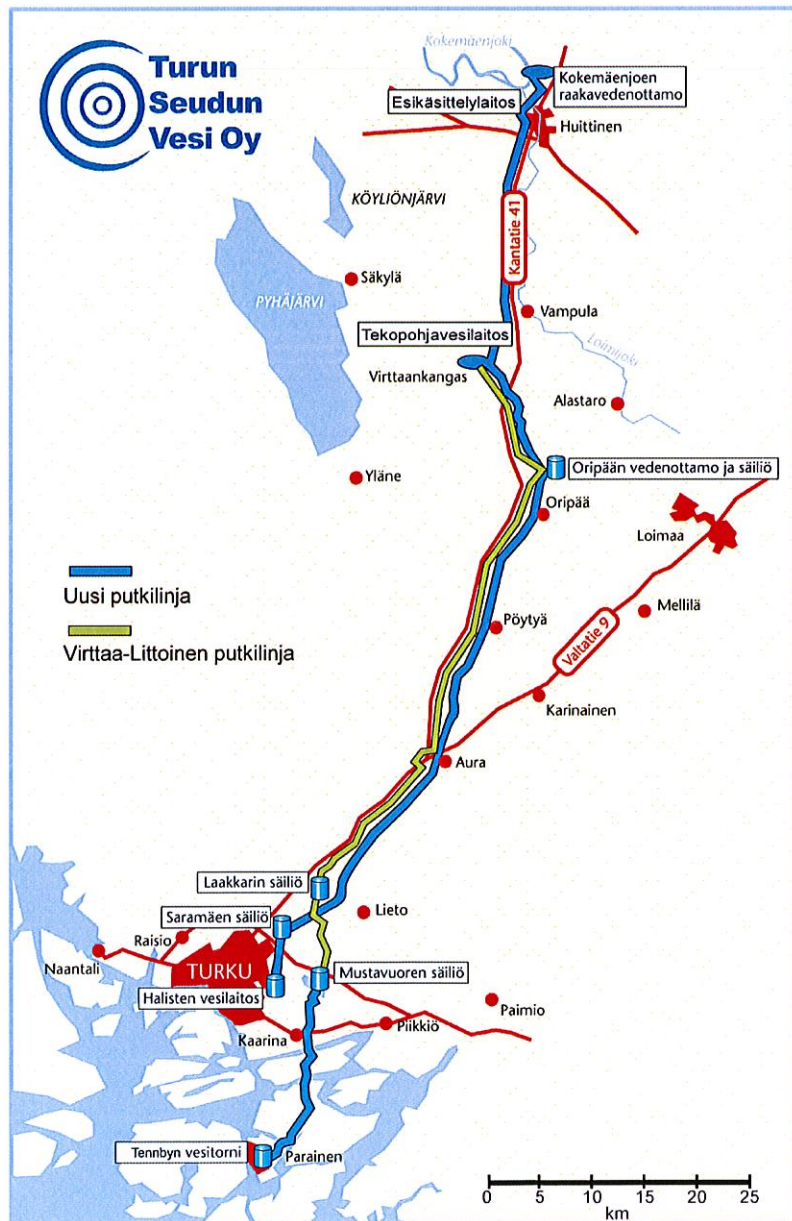 Turun
Seudun
Vesi Oy
Kokemäenjoki
Kokemäenjoen
raakavedenottamo
Esikäsittelylaitos
Huittinen
KÖYLIÖNJÄRVI
Kantatie 41
Säkylä
PYHÄJÄRVI
Vampula
Tekopohjavesilaitos
Loimijoki
Virttaankangas
Alastaro
Oripään vedenottamo ja säiliö
Yläne
Oripää
Loimaa
Uusi putkilinja
Mellilä
Pöytyä
Virttaa-Littoinen putkilinja
Valtatie 9
Karinainen
Aura
Laakkarin säiliö
Lieto
Saramäen säiliö
Raisio
Naantali
TURKU
Mustavuoren säiliö
Halisten vesilaitos
Paimio
Piikkiö
Kaarina
Tennbyn vesitorni
Parainen
0 5 10 15 20 25
km